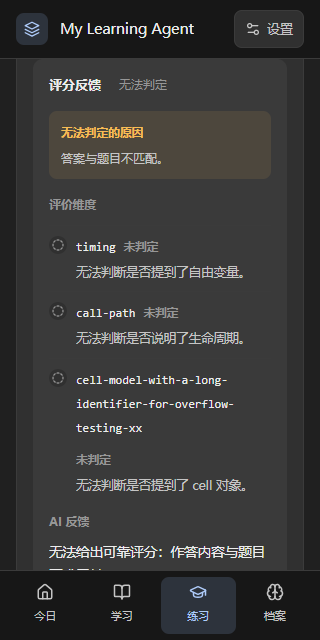 My Learning Agent
设置
评分反馈 无法判定
无法判定的原因
答案与题目不匹配。
评价维度
timing 未判定
无法判断是否提到了自由变量。
call-path 未判定
无法判断是否说明了生命周期。
cell-model-with-a-long-
identifier-for-overflow-
testing-xx
未判定
无法判断是否提到了 cell 对象。
AI 反馈
无法给出可靠评分：作答内容与题目
今日
学习
练习
档案